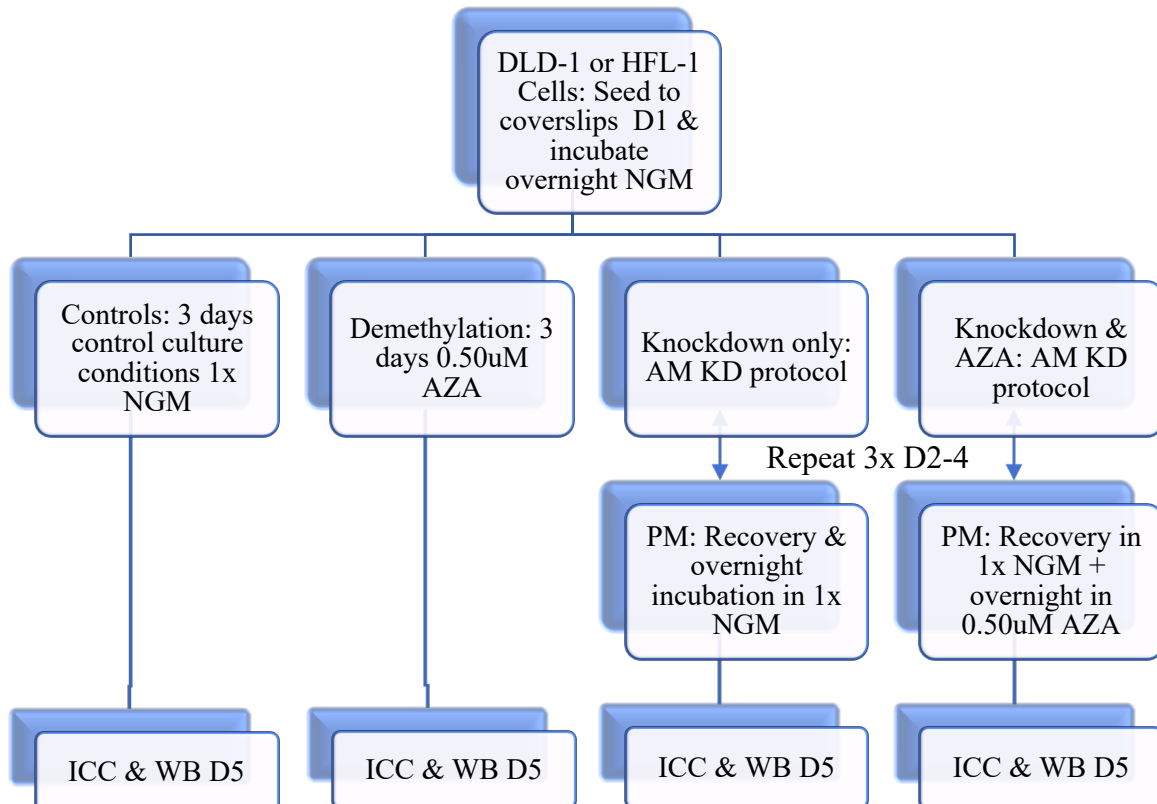 DLD-1 or HFL-1
Cells: Seed to
coverslips D1 &
incubate
overnight NGM
Controls: 3 days
control culture
conditions 1x
NGM
Demethylation: 3
days 0.50uM
AZA
Knockdown only:
AM KD protocol
Knockdown &
AZA: AM KD
protocol
Repeat 3x D2-4
PM: Recovery &
overnight
incubation in 1x
NGM
PM: Recovery in
1x NGM +
overnight in
0.50uM AZA
ICC & WB D5
ICC & WB D5
ICC & WB D5
ICC & WB D5